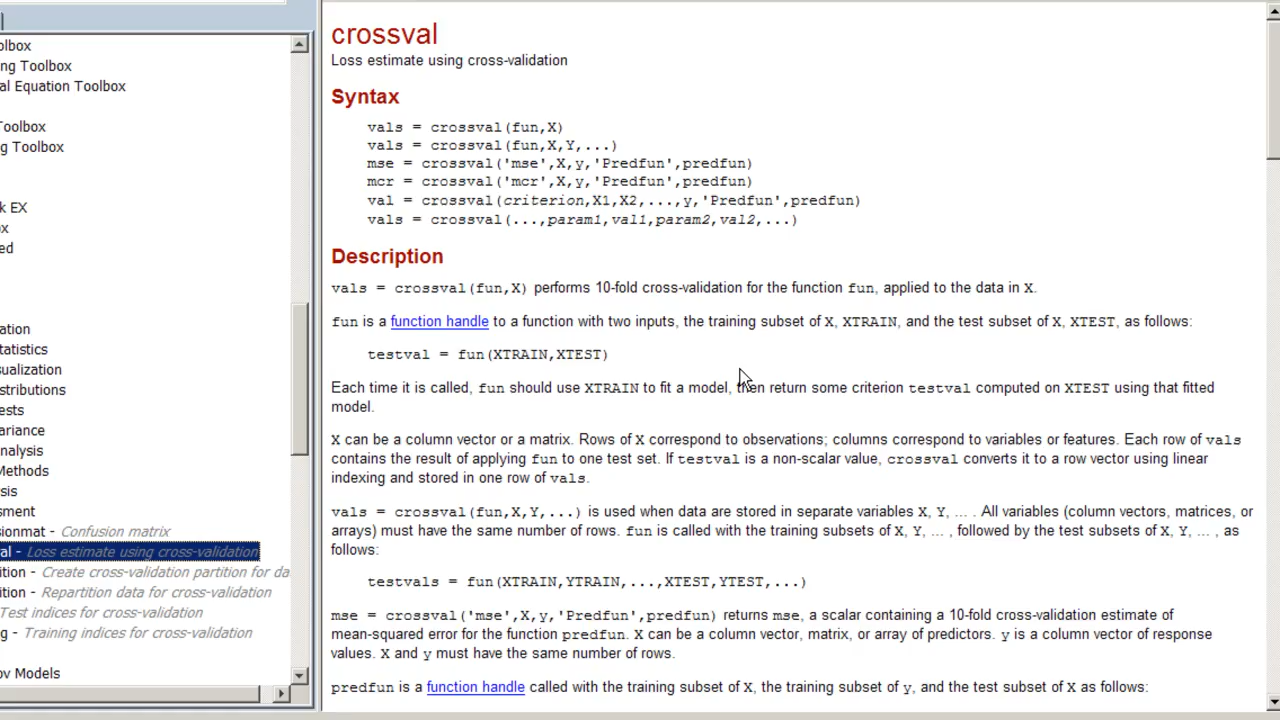 olbox
ng Toolbox
al Equation Toolbox
Toolbox
g Toolbox
k EX
ox
ed
ation
tatistics
ualization
stributions
ests
ariance
nalysis
Methods
sis
sment
sionmat - Confusion matrix
al - Loss estimate using cross-validation
ition - Create cross-validation partition for da
ition - Repartition data for cross-validation
Test indices for cross-validation
g - Training indices for cross-validation
ov Models
crossval
Loss estimate using cross-validation
Syntax
vals = crossval(fun,X)
vals = crossval(fun,X,Y,...)
mse = crossval('mse',X,y,'Predfun',predfun)
mcr = crossval('mcr',X,y,'Predfun',predfun)
val = crossval(criterion,X1,X2,...,y,'Predfun',predfun)
vals = crossval(...,param1,val1,param2,val2,...)
Description
vals = crossval(fun,X) performs 10-fold cross-validation for the function fun, applied to the data in X.
fun is a function handle to a function with two inputs, the training subset of X, XTRAIN, and the test subset of X, XTEST, as follows:
testval = fun(XTRAIN,XTEST)
Each time it is called, fun should use XTRAIN to fit a model, then return some criterion testval computed on XTEST using that fitted
model.
X can be a column vector or a matrix. Rows of X correspond to observations; columns correspond to variables or features. Each row of vals
contains the result of applying fun to one test set. If testval is a non-scalar value, crossval converts it to a row vector using linear
indexing and stored in one row of vals.
vals = crossval(fun,X,Y,...) is used when data are stored in separate variables X, Y, ... . All variables (column vectors, matrices, or
arrays) must have the same number of rows. fun is called with the training subsets of X, Y, ... , followed by the test subsets of X, Y, ... , as
follows:
testvals = fun(XTRAIN,YTRAIN,...,XTEST,YTEST,...)
mse = crossval('mse',X,y,'Predfun',predfun) returns mse, a scalar containing a 10-fold cross-validation estimate of
mean-squared error for the function predfun. X can be a column vector, matrix, or array of predictors. y is a column vector of response
values. X and y must have the same number of rows.
predfun is a function handle called with the training subset of X, the training subset of y, and the test subset of X as follows: